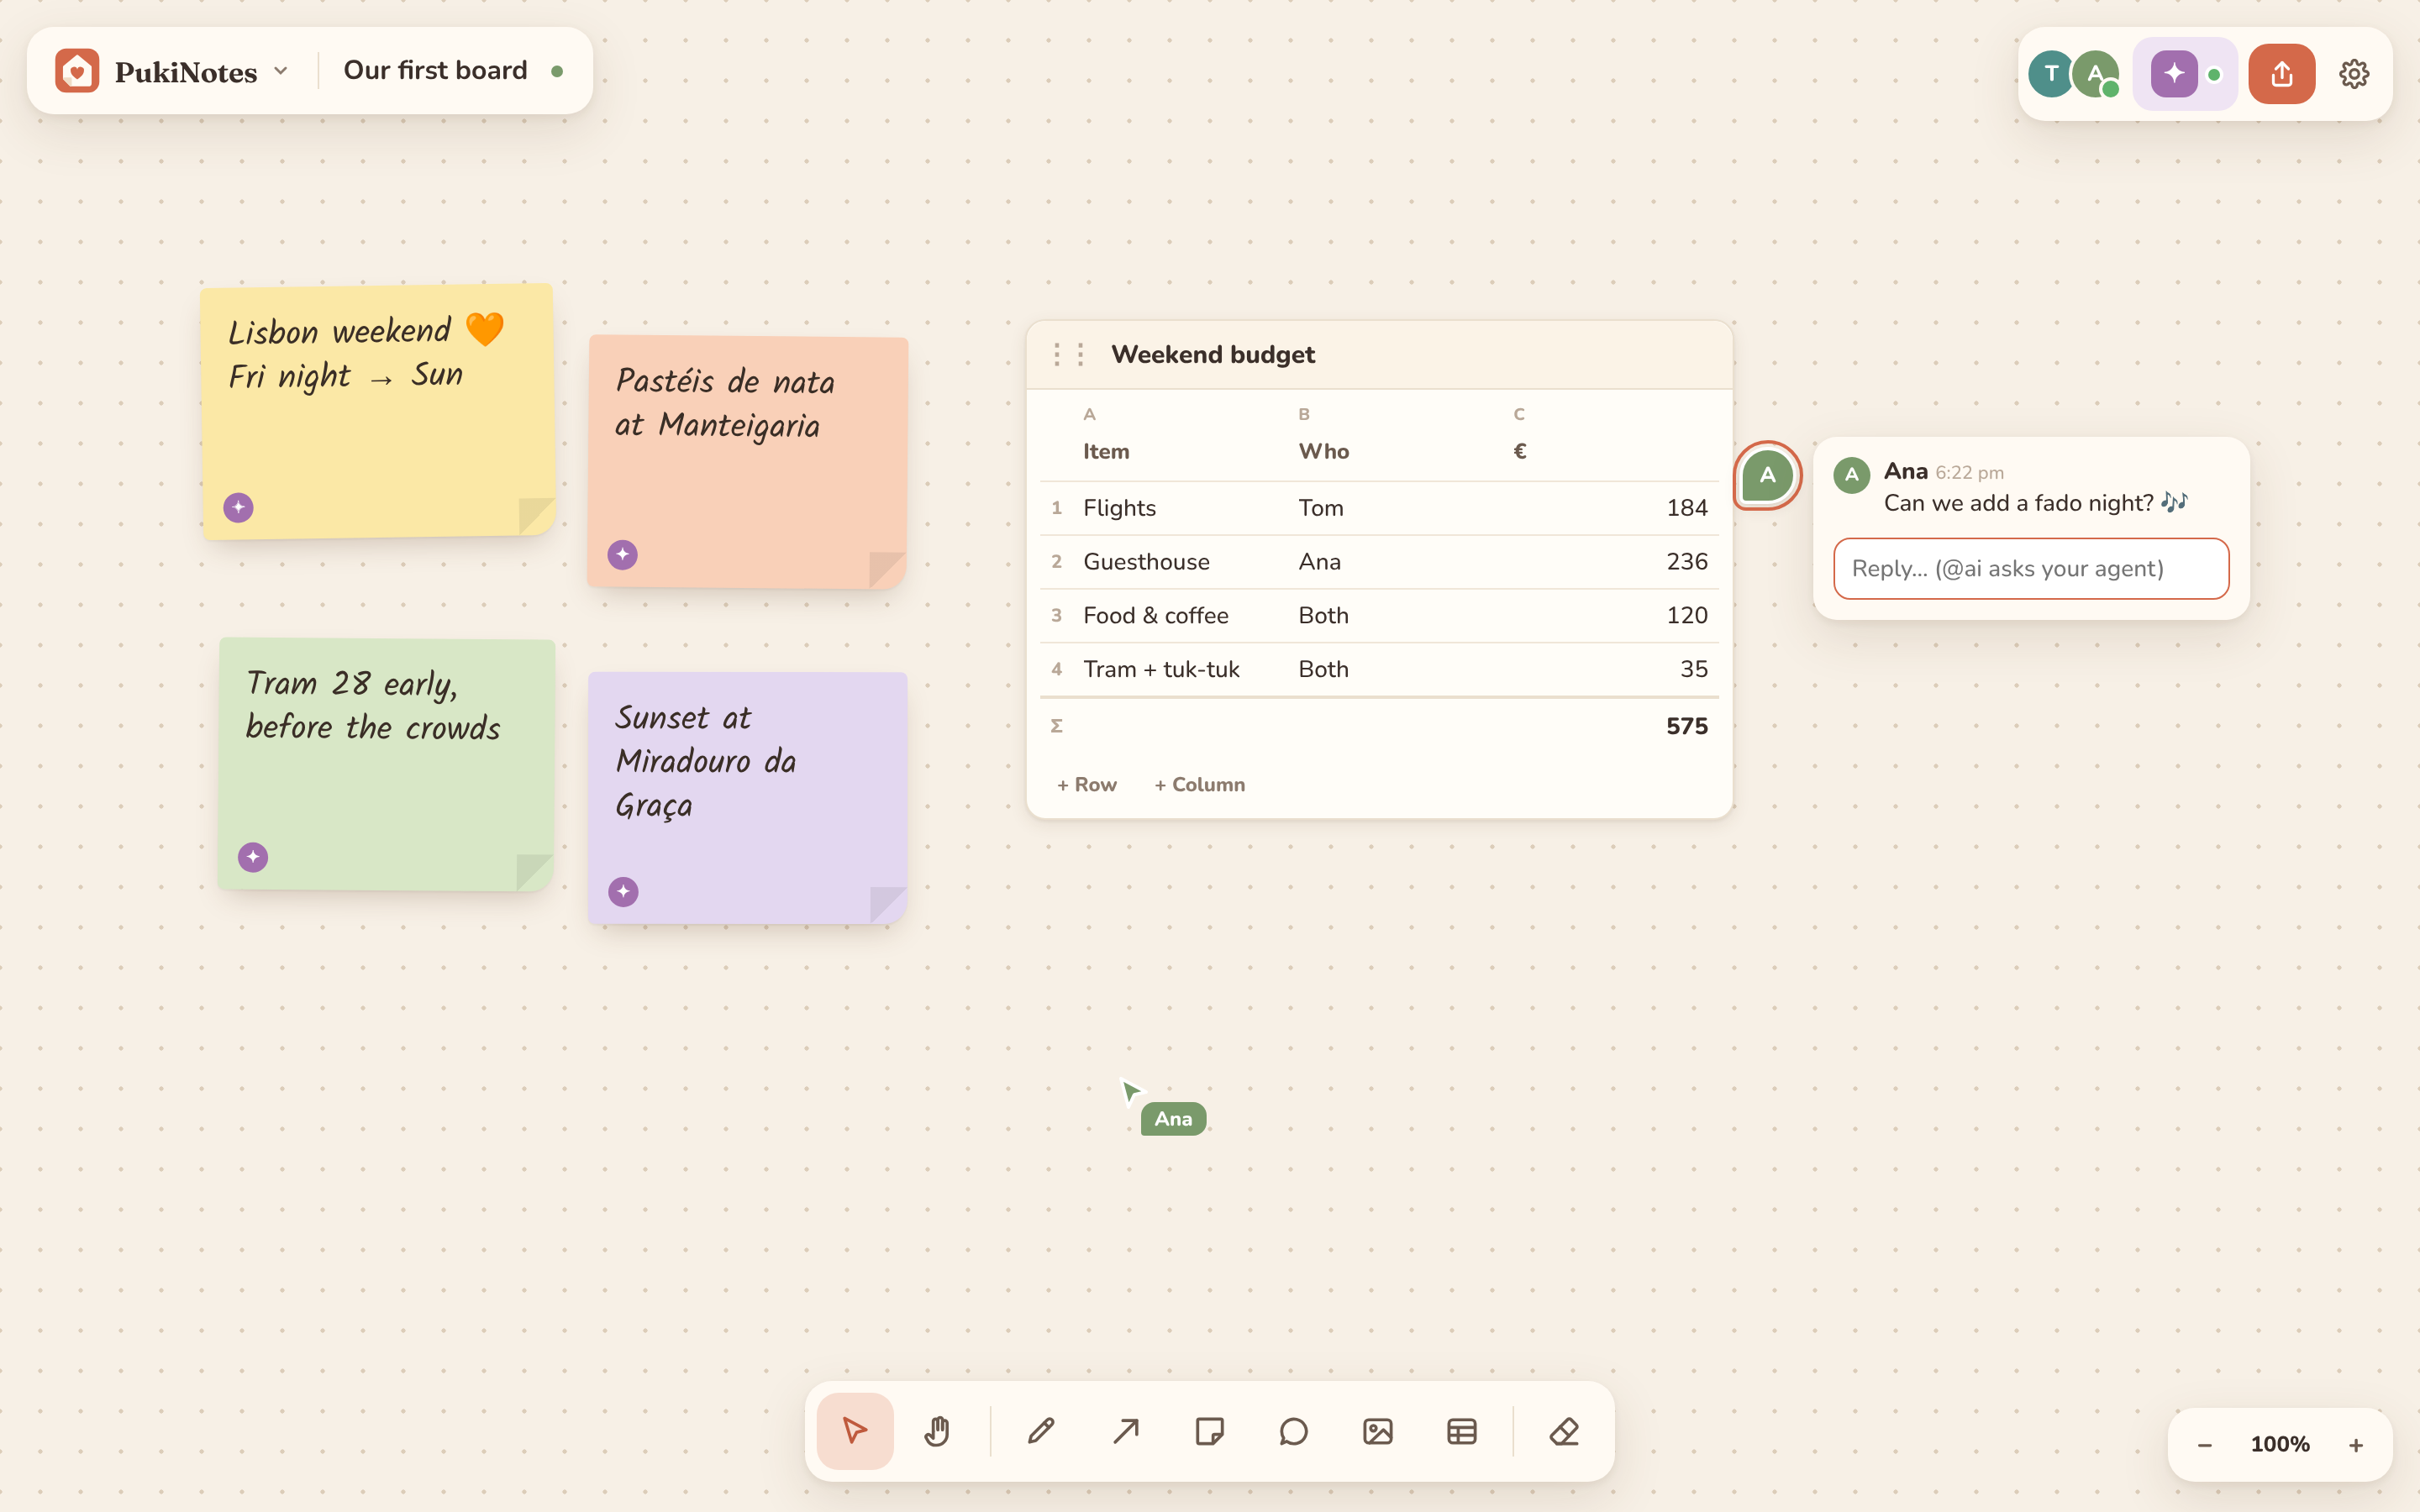 PukiNotes
Our first board
T
A
Lisbon weekend 🧡
Fri night → Sun
Pastéis de nata
at Manteigaria
Tram 28 early,
before the crowds
Sunset at
Miradouro da
Graça
Weekend budget
A B C
Item Who €
1 Flights Tom 184
2 Guesthouse Ana 236
3 Food & coffee Both 120
4 Tram + tuk-tuk Both 35
Σ 575
+ Row + Column
A
A
Ana 6:22 pm
Can we add a fado night? 🎶
Reply... (@ai asks your agent)
Ana
− 100% +